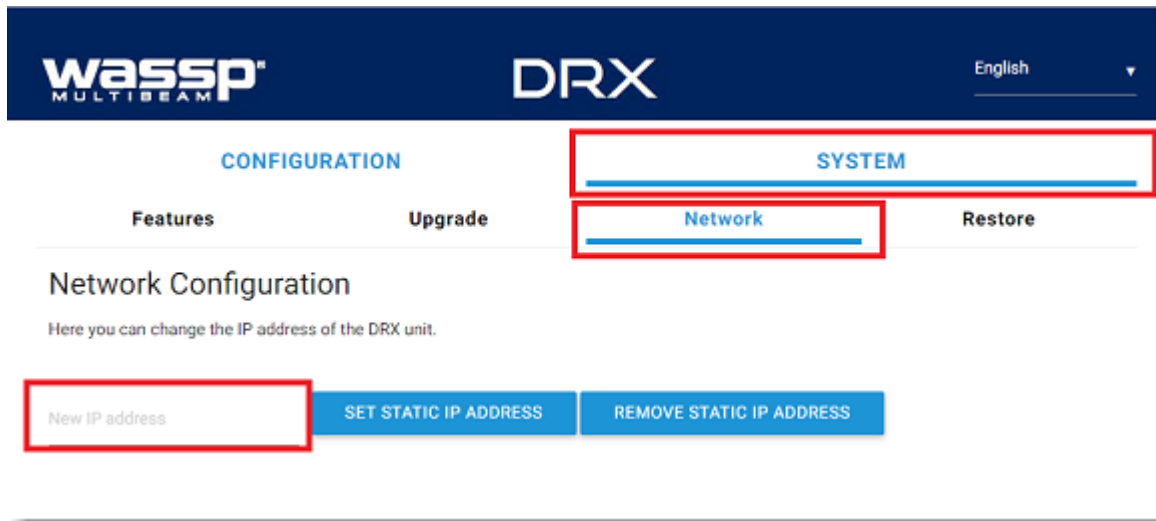 wassp
MULTIBEAM
DRX
English
CONFIGURATION SYSTEM
Features Upgrade Network Restore
Network Configuration
Here you can change the IP address of the DRX unit.
New IP address SET STATIC IP ADDRESS REMOVE STATIC IP ADDRESS